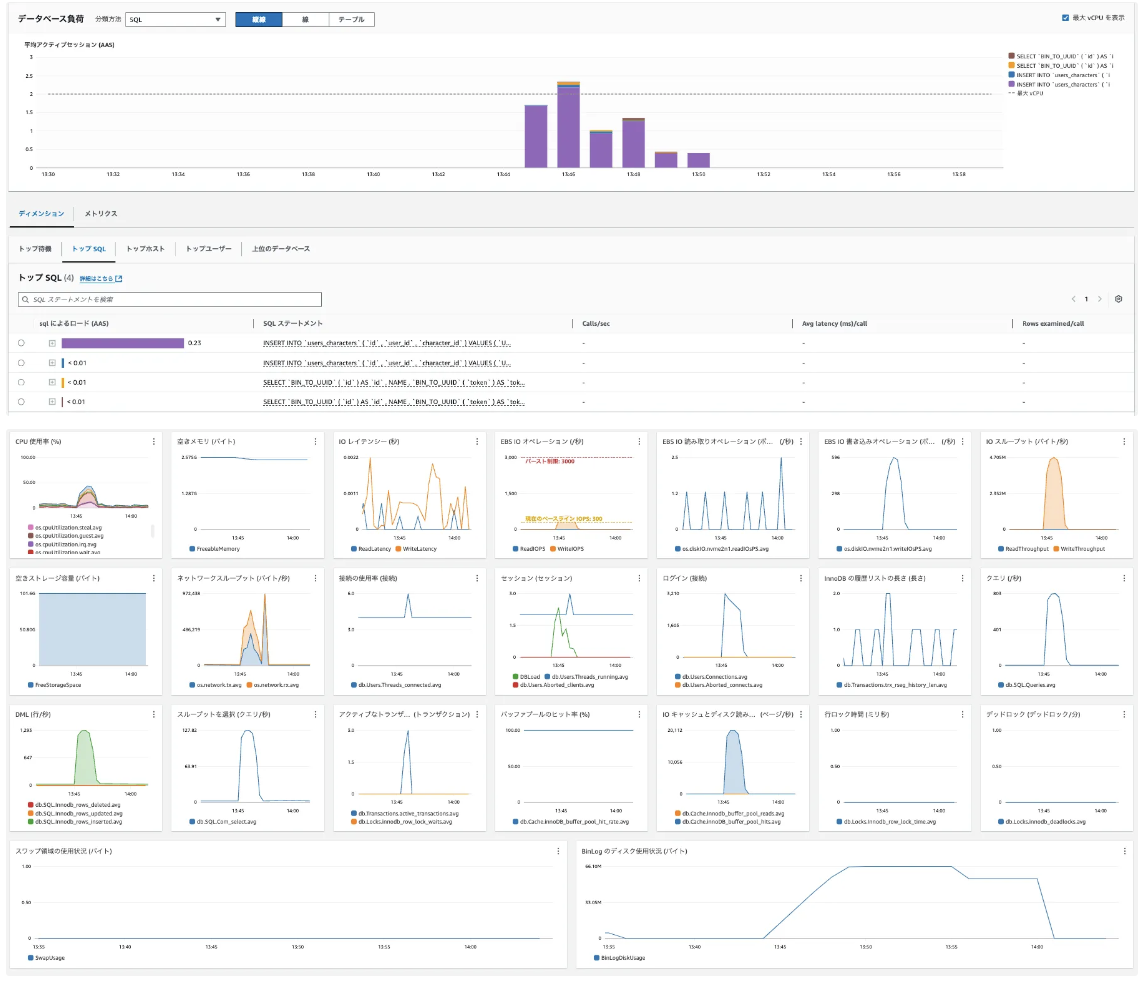 データベース負荷 分類方法 SQL 縦線 線 テーブル 最大 vCPU を表示
平均アクティブセッション (AAS)
3
2.5
2
1.5
1
0.5
0
13:30 13:32 13:34 13:36 13:38 13:40 13:42 13:44 13:46 13:48 13:50 13:52 13:54 13:56 13:58
SELECT `BIN_TO_UUID` ( `id` ) AS `i
SELECT `BIN_TO_UUID` ( `id` ) AS `i
INSERT INTO `users_characters` ( `i
INSERT INTO `users_characters` ( `i
最大 vCPU
ディメンション メトリクス
トップ待機 トップ SQL トップホスト トップユーザー 上位のデータベース
トップ SQL (4) 詳細はこちら
SQL ステートメントを検索
1
sql によるロード (AAS) SQL ステートメント Calls/sec Avg latency (ms)/call Rows examined/call
0.23 INSERT INTO `users_characters` ( `id` , `user_id` , `character_id` ) VALUES ( `U... - - -
< 0.01 INSERT INTO `users_characters` ( `id` , `user_id` , `character_id` ) VALUES ( `U... - - -
< 0.01 SELECT `BIN_TO_UUID` ( `id` ) AS `id` , NAME , `BIN_TO_UUID` ( `token` ) AS `tok... - - -
< 0.01 SELECT `BIN_TO_UUID` ( `id` ) AS `id` , NAME , `BIN_TO_UUID` ( `token` ) AS `tok... - - -
CPU 使用率 (%)
100.00
50.00
0
13:45 14:00
os.cpuUtilization.steal.avg
os.cpuUtilization.guest.avg
os.cpuUtilization.irq.avg
os.cpuUtilization.wait.avg
空きメモリ (バイト)
2.575G
1.287G
0
13:45 14:00
FreeableMemory
IO レイテンシー (秒)
0.0022
0.0011
0
13:45 14:00
ReadLatency WriteLatency
EBS IO オペレーション (/秒)
3,000
バースト制限: 3000
1,500
現在のベースライン IOPS: 300
0
13:45 14:00
ReadIOPS WriteIOPS
EBS IO 読み取りオペレーション (ボ... (/秒)
2.5
1.2
0
13:45 14:00
os.diskIO.nvme2n1.readIOsPS.avg
EBS IO 書き込みオペレーション (ボ... (/秒)
596
298
0
13:45 14:00
os.diskIO.nvme2n1.writeIOsPS.avg
IO スループット (バイト/秒)
4.705M
2.352M
0
13:45 14:00
ReadThroughput WriteThroughput
空きストレージ容量 (バイト)
101.6G
50.80G
0
13:45 14:00
FreeStorageSpace
ネットワークスループット (バイト/秒)
972,438
486,219
0
13:45 14:00
os.network.tx.avg os.network.rx.avg
接続の使用率 (接続)
6.0
3.0
0
13:45 14:00
db.Users.Threads_connected.avg
セッション (セッション)
3.0
1.5
0
13:45 14:00
DBLoad db.Users.Threads_running.avg
db.Users.Aborted_clients.avg
ログイン (接続)
3,210
1,605
0
13:45 14:00
db.Users.Connections.avg
db.Users.Aborted_connects.avg
InnoDB の履歴リストの長さ (長さ)
2.0
1.0
0
13:45 14:00
db.Transactions.trx_rseg_history_len.avg
クエリ (/秒)
803
401
0
13:45 14:00
db.SQL.Queries.avg
DML (行/秒)
1,293
647
0
13:45 14:00
db.SQL.Innodb_rows_deleted.avg
db.SQL.Innodb_rows_updated.avg
db.SQL.Innodb_rows_inserted.avg
スループットを選択 (クエリ/秒)
127.82
63.91
0
13:45 14:00
db.SQL.Com_select.avg
アクティブなトランザ... (トランザクション)
3.0
1.5
0
13:45 14:00
db.Transactions.active_transactions.avg
db.Locks.innodb_row_lock_waits.avg
バッファプールのヒット率 (%)
100.00
50.00
0
13:45 14:00
db.Cache.innoDB_buffer_pool_hit_rate.avg
IO キャッシュとディスク読み... (ページ/秒)
20,112
10,056
0
13:45 14:00
db.Cache.innoDB_buffer_pool_reads.avg
db.Cache.innoDB_buffer_pool_hits.avg
行ロック時間 (ミリ秒)
1.00
0.50
0
13:45 14:00
db.Locks.Innodb_row_lock_time.avg
デッドロック (デッドロック/分)
1.00
0.50
0
13:45 14:00
db.Locks.innodb_deadlocks.avg
スワップ領域の使用状況 (バイト)
1.00
0.50
0
13:35 13:40 13:45 13:50 13:55 14:00
SwapUsage
BinLog のディスク使用状況 (バイト)
66.10M
33.05M
0
13:35 13:40 13:45 13:50 13:55 14:00
BinLogDiskUsage